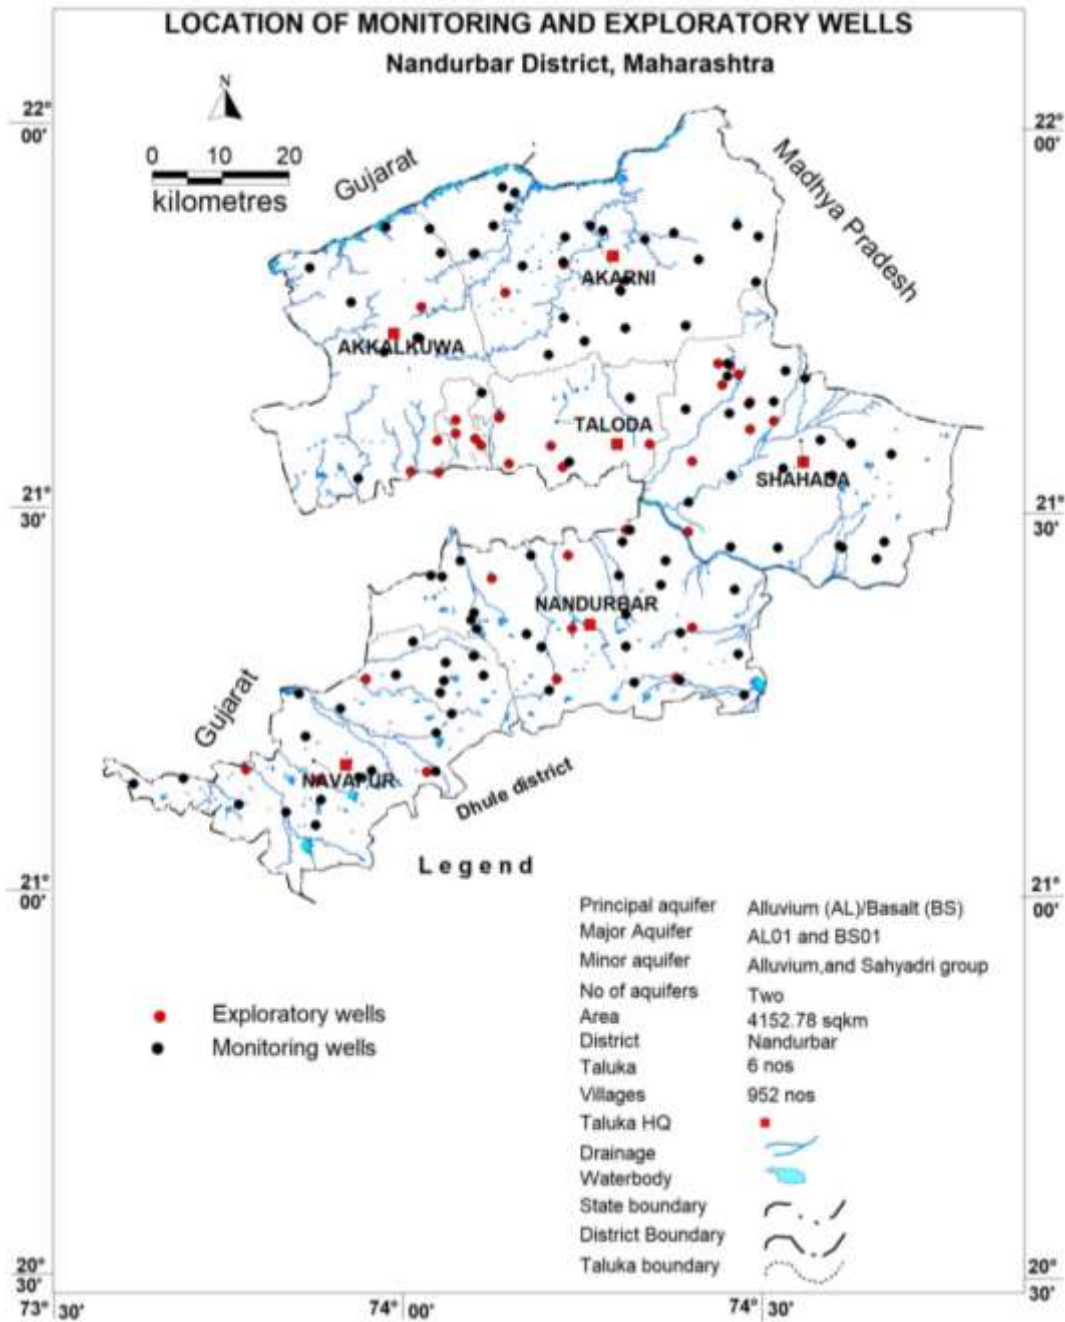 LOCATION OF MONITORING AND EXPLORATORY WELLS
Nandurbar District, Maharashtra
N
22° 00'
22° 00'
0 10 20
kilometres
Gujarat
Madhya Pradesh
AKARNI
AKKALKUWA
TALODA
SHAHADA
21° 30'
21° 30'
NANDURBAR
Gujarat
NAVAPUR
Dhule district
Legend
21° 00'
21° 00'
Principal aquifer Alluvium (AL)/Basalt (BS)
Major Aquifer AL01 and BS01
Minor aquifer Alluvium,and Sahyadri group
No of aquifers Two
Area 4152.78 sqkm
District Nandurbar
Taluka 6 nos
Villages 952 nos
Taluka HQ
Drainage
Waterbody
State boundary
District Boundary
Taluka boundary
Exploratory wells
Monitoring wells
20° 30'
20° 30'
73° 30'
74° 00'
74° 30'